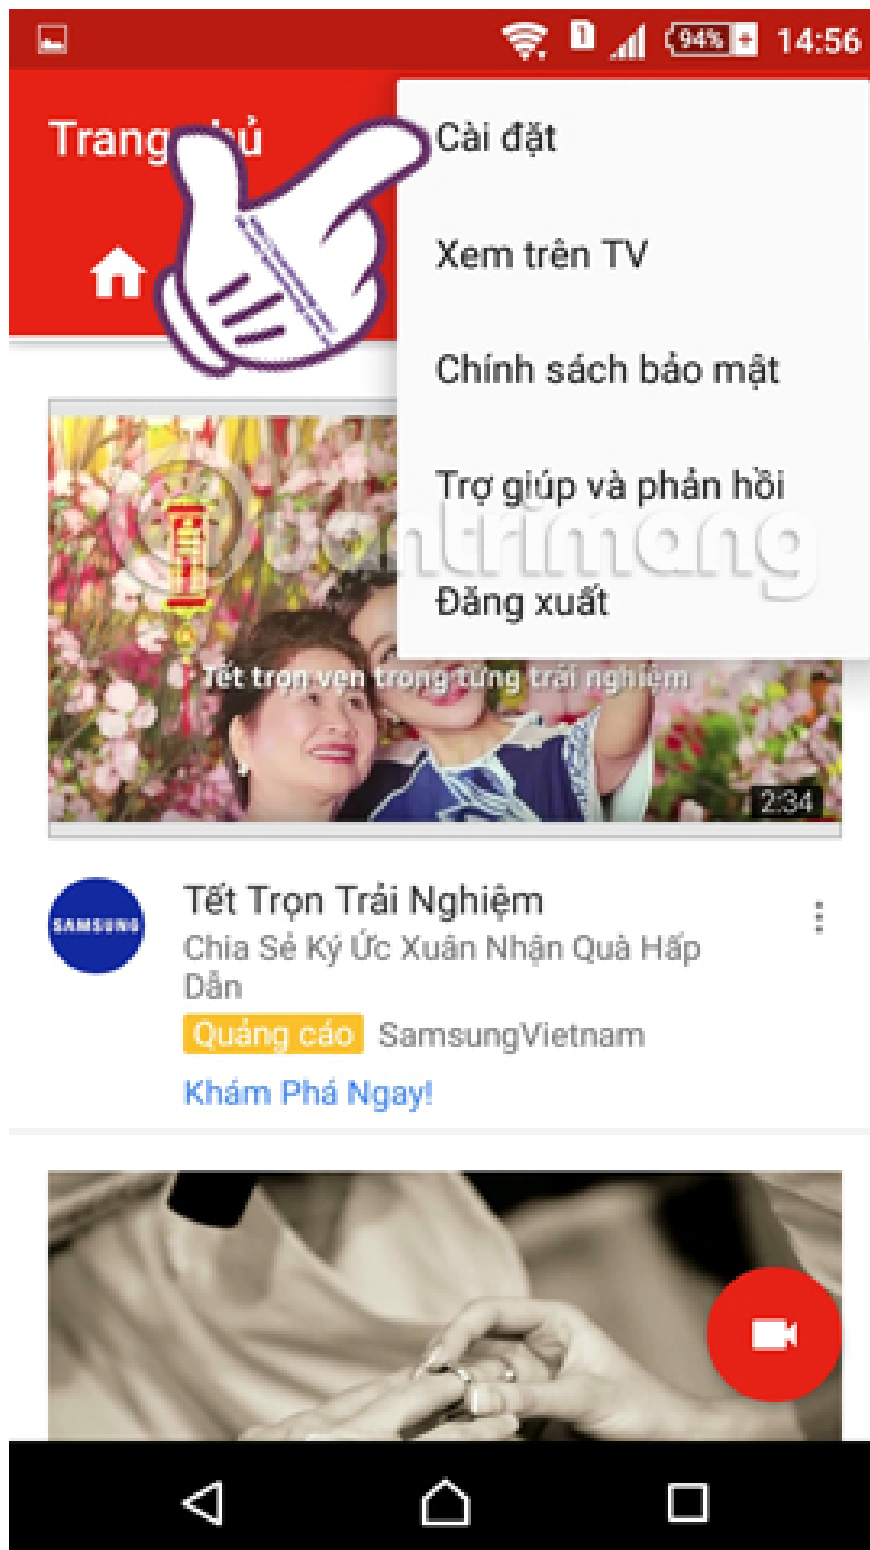 1 94% 14:56
Trang chủ
Cài đặt
Xem trên TV
Chính sách bảo mật
Trợ giúp và phản hồi
quantrimang
Đăng xuất
Tết trọn vẹn trong từng trải nghiệm
2:34
SAMSUNG
Tết Trọn Trải Nghiệm
Chia Sẻ Ký Ức Xuân Nhận Quà Hấp
Dẫn
Quảng cáo SamsungVietnam
Khám Phá Ngay!